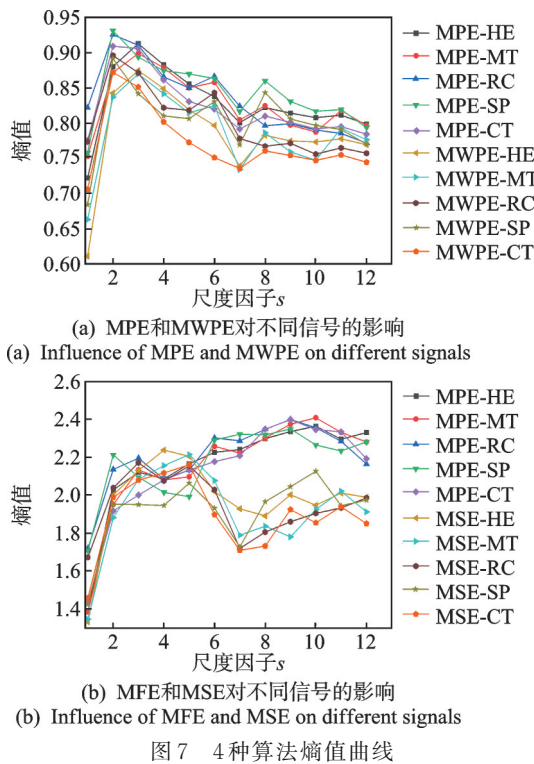 0.95
0.90
0.85
0.80
0.75
0.70
0.65
0.60
熵值
2 4 6 8 10 12
尺度因子s
MPE-HE
MPE-MT
MPE-RC
MPE-SP
MPE-CT
MWPE-HE
MWPE-MT
MWPE-RC
MWPE-SP
MWPE-CT
(a) MPE和MWPE对不同信号的影响
(a) Influence of MPE and MWPE on different signals
2.6
2.4
2.2
2.0
1.8
1.6
1.4
熵值
0 2 4 6 8 10 12
尺度因子s
MPE-HE
MPE-MT
MPE-RC
MPE-SP
MPE-CT
MSE-HE
MSE-MT
MSE-RC
MSE-SP
MSE-CT
(b) MFE和MSE对不同信号的影响
(b) Influence of MFE and MSE on different signals
图7 4种算法熵值曲线